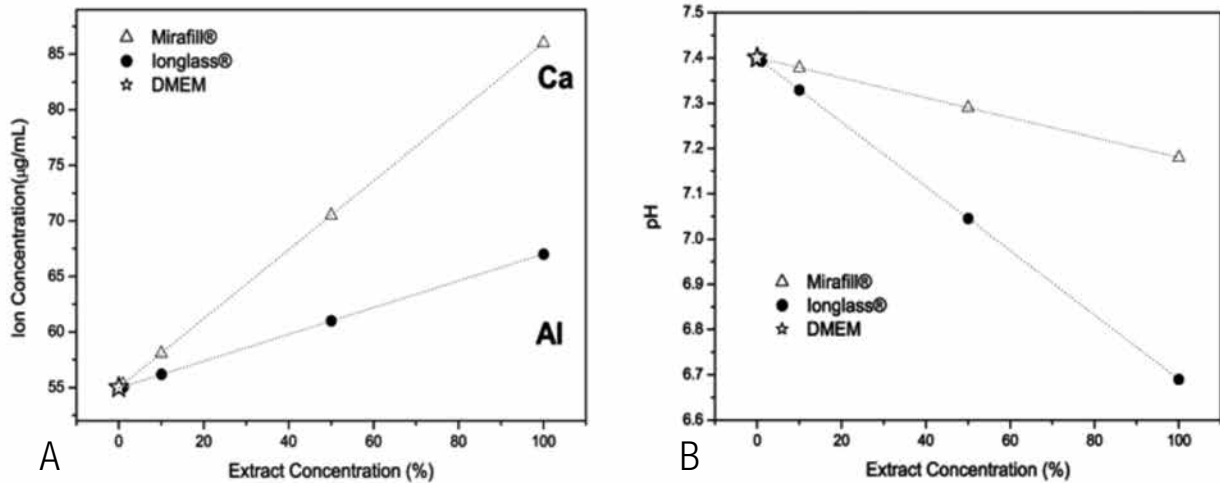 Mirafill®
Ionglass®
DMEM
Ca
Al
Ion Concentration(μg/mL)
85
80
75
70
65
60
55
0 20 40 60 80 100
Extract Concentration (%)
A
7.5
7.4
7.3
7.2
7.1
7.0
6.9
6.8
6.7
6.6
pH
Mirafill®
Ionglass®
DMEM
0 20 40 60 80 100
Extract Concentration (%)
B